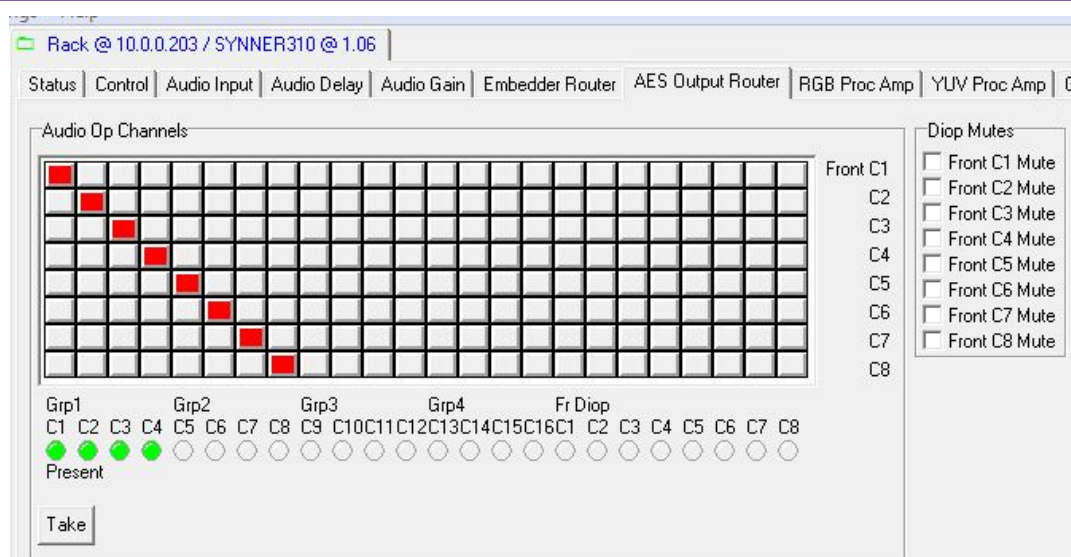 Rack @ 10.0.0.203 / SYNNER310 @ 1.06
Status Control Audio Input Audio Delay Audio Gain Embedder Router AES Output Router RGB Proc Amp YUV Proc Amp
Audio Op Channels
Front C1
C2
C3
C4
C5
C6
C7
C8
Grp1 Grp2 Grp3 Grp4 Fr Diop
C1 C2 C3 C4 C5 C6 C7 C8 C9 C10 C11 C12 C13 C14 C15 C16 C1 C2 C3 C4 C5 C6 C7 C8
Present
Take
Diop Mutes
Front C1 Mute
Front C2 Mute
Front C3 Mute
Front C4 Mute
Front C5 Mute
Front C6 Mute
Front C7 Mute
Front C8 Mute